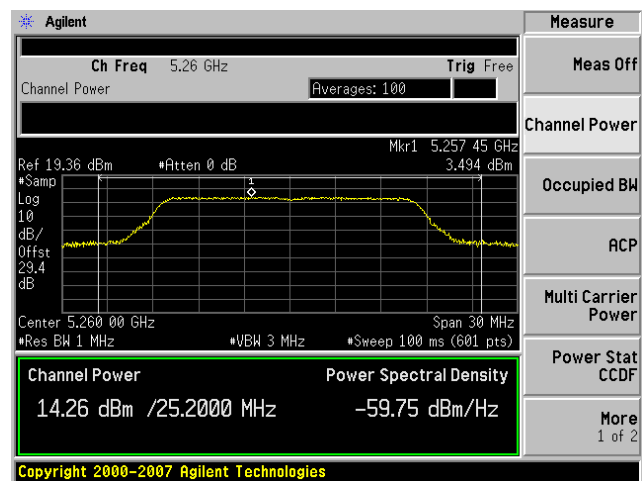 Agilent
Measure
Ch Freq 5.26 GHz Trig Free
Channel Power Averages: 100
Mkr1 5.257 45 GHz
Ref 19.36 dBm #Atten 0 dB 3.494 dBm
#Samp
Log
10
dB/
Offst
29.4
dB
1
Center 5.260 00 GHz Span 30 MHz
#Res BW 1 MHz #VBW 3 MHz #Sweep 100 ms (601 pts)
Channel Power Power Spectral Density
14.26 dBm /25.2000 MHz -59.75 dBm/Hz
Meas Off
Channel Power
Occupied BW
ACP
Multi Carrier
Power
Power Stat
CCDF
More
1 of 2
Copyright 2000-2007 Agilent Technologies